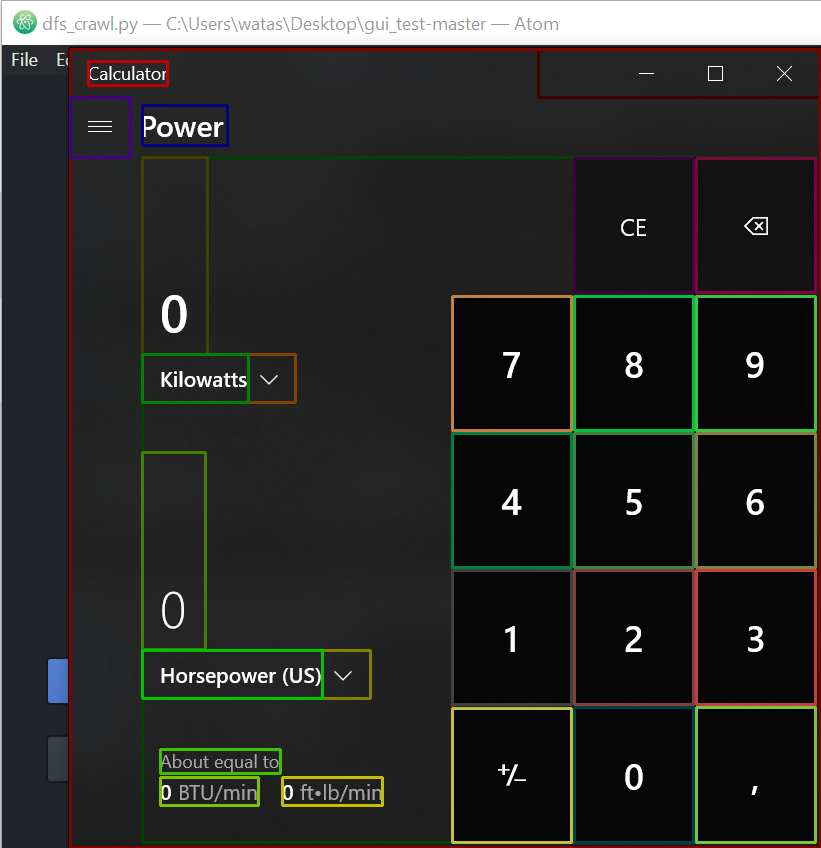 dfs_crawl.py — C:\Users\watas\Desktop\gui_test-master — Atom
File
Calculator
Power
CE
0
7 8 9
Kilowatts
4 5 6
0
1 2 3
Horsepower (US)
About equal to
0 BTU/min 0 ft•lb/min
+/− 0 ,